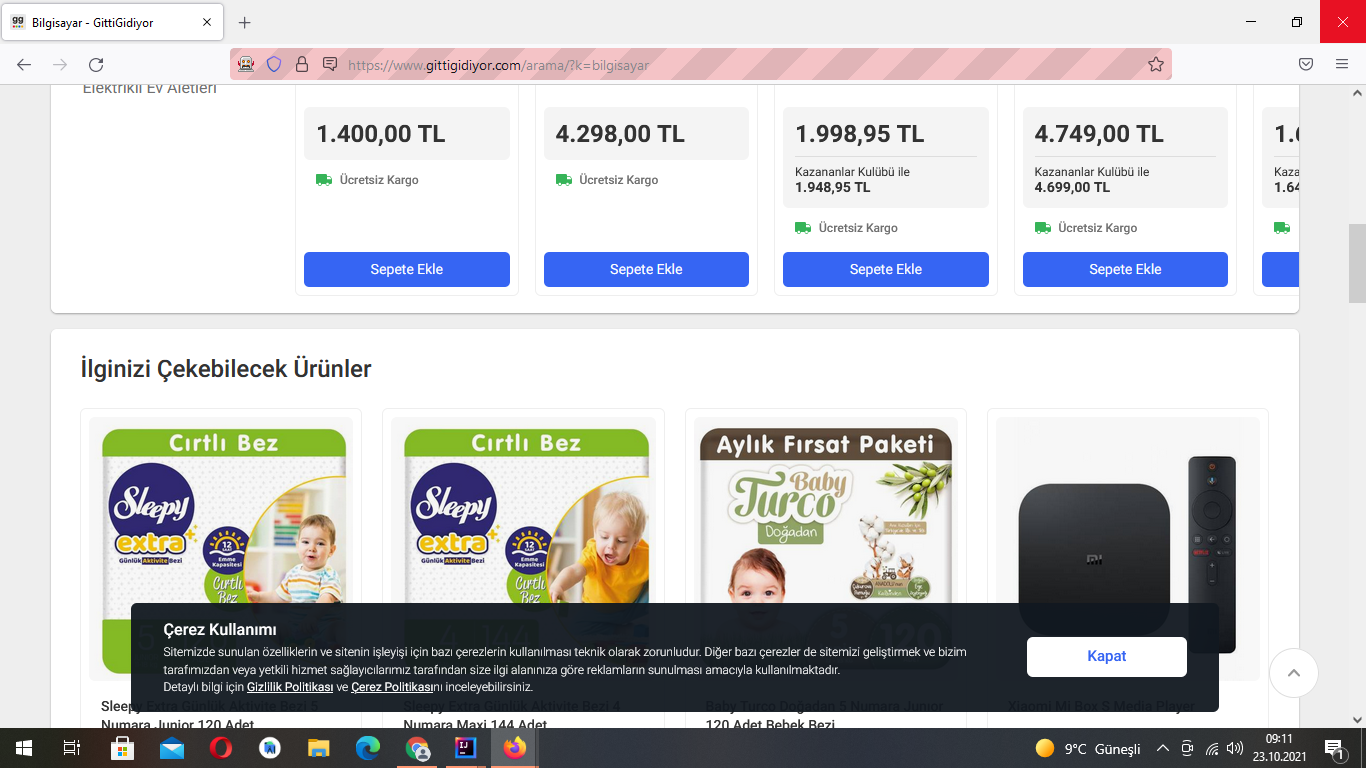 Bilgisayar - GittiGidiyor
https://www.gittigidiyor.com/arama/?k=bilgisayar
Elektrikli Ev Aletleri
1.400,00 TL
Ücretsiz Kargo
Sepete Ekle
4.298,00 TL
Ücretsiz Kargo
Sepete Ekle
1.998,95 TL
Kazananlar Kulübü ile
1.948,95 TL
Ücretsiz Kargo
Sepete Ekle
4.749,00 TL
Kazananlar Kulübü ile
4.699,00 TL
Ücretsiz Kargo
Sepete Ekle
İlginizi Çekebilecek Ürünler
Cırtlı Bez
Sleepy
extra+
Günlük Aktivite Bezi
12
Emme
Kapasitesi
Cırtlı
Bez
Sleepy Extra Günlük Aktivite Bezi 5
Numara Junior 120 Adet
Cırtlı Bez
Sleepy
extra+
Günlük Aktivite Bezi
12
Emme
Kapasitesi
Cırtlı
Bez
4 144
Sleepy Extra Günlük Aktivite Bezi 4
Numara Maxi 144 Adet
Aylık Fırsat Paketi
Baby
Turco
Doğadan
5 120
Baby Turco Doğadan 5 Numara Junior
120 Adet Bebek Bezi
mi
Xiaomi Mi Box S Media Player
Çerez Kullanımı
Sitemizde sunulan özelliklerin ve sitenin işleyişi için bazı çerezlerin kullanılması teknik olarak zorunludur. Diğer bazı çerezler de sitemizi geliştirmek ve bizim
tarafımızdan veya yetkili hizmet sağlayıcılarımız tarafından size ilgi alanınıza göre reklamların sunulması amacıyla kullanılmaktadır.
Detaylı bilgi için Gizlilik Politikası ve Çerez Politikasını inceleyebilirsiniz.
Kapat
9°C Güneşli
09:11
23.10.2021
1